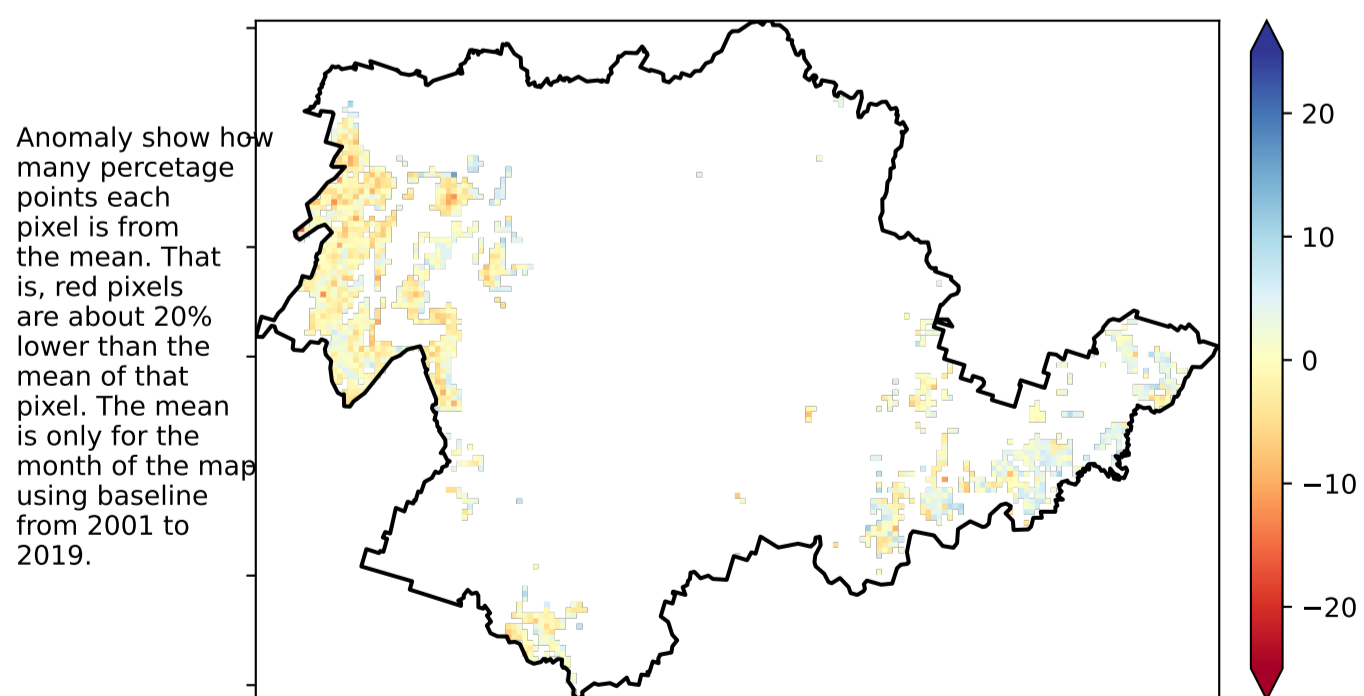 Anomaly show how
many percetage
points each
pixel is from
the mean. That
is, red pixels
are about 20%
lower than the
mean of that
pixel. The mean
is only for the
month of the map
using baseline
from 2001 to
2019.
20
10
0
−10
−20